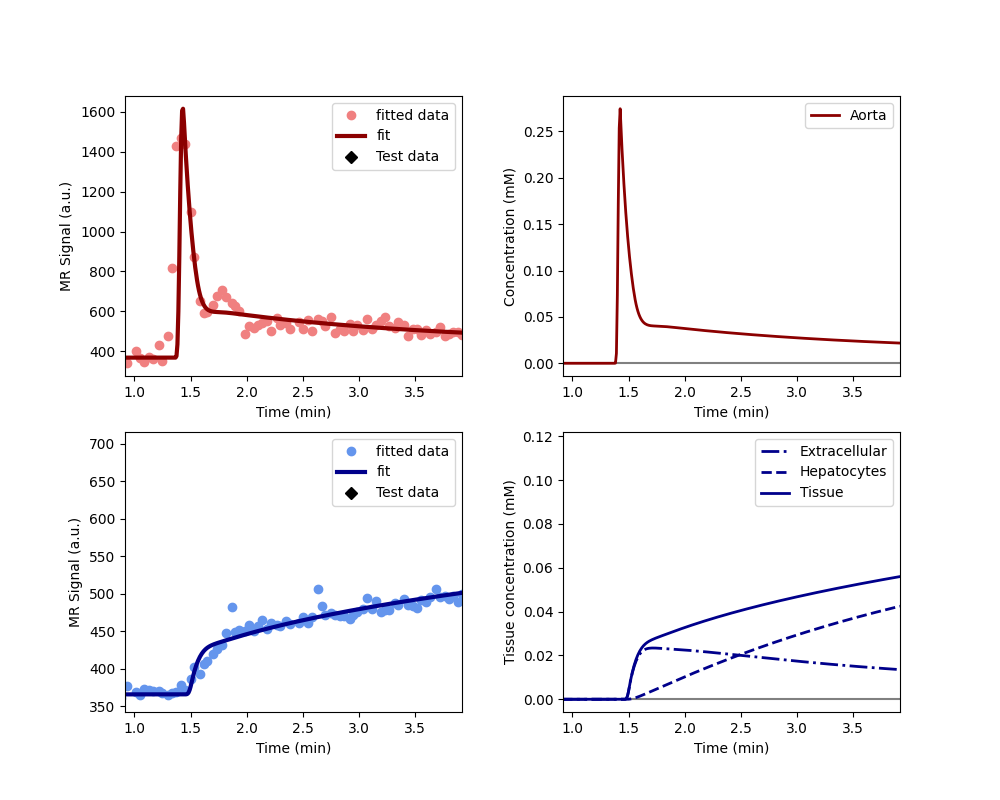 MR Signal (a.u.)
1600
1400
1200
1000
800
600
400
1.0 1.5 2.0 2.5 3.0 3.5
Time (min)
fitted data
fit
Test data
Concentration (mM)
0.25
0.20
0.15
0.10
0.05
0.00
1.0 1.5 2.0 2.5 3.0 3.5
Time (min)
Aorta
MR Signal (a.u.)
700
650
600
550
500
450
400
350
1.0 1.5 2.0 2.5 3.0 3.5
Time (min)
fitted data
fit
Test data
Tissue concentration (mM)
0.12
0.10
0.08
0.06
0.04
0.02
0.00
1.0 1.5 2.0 2.5 3.0 3.5
Time (min)
Extracellular
Hepatocytes
Tissue